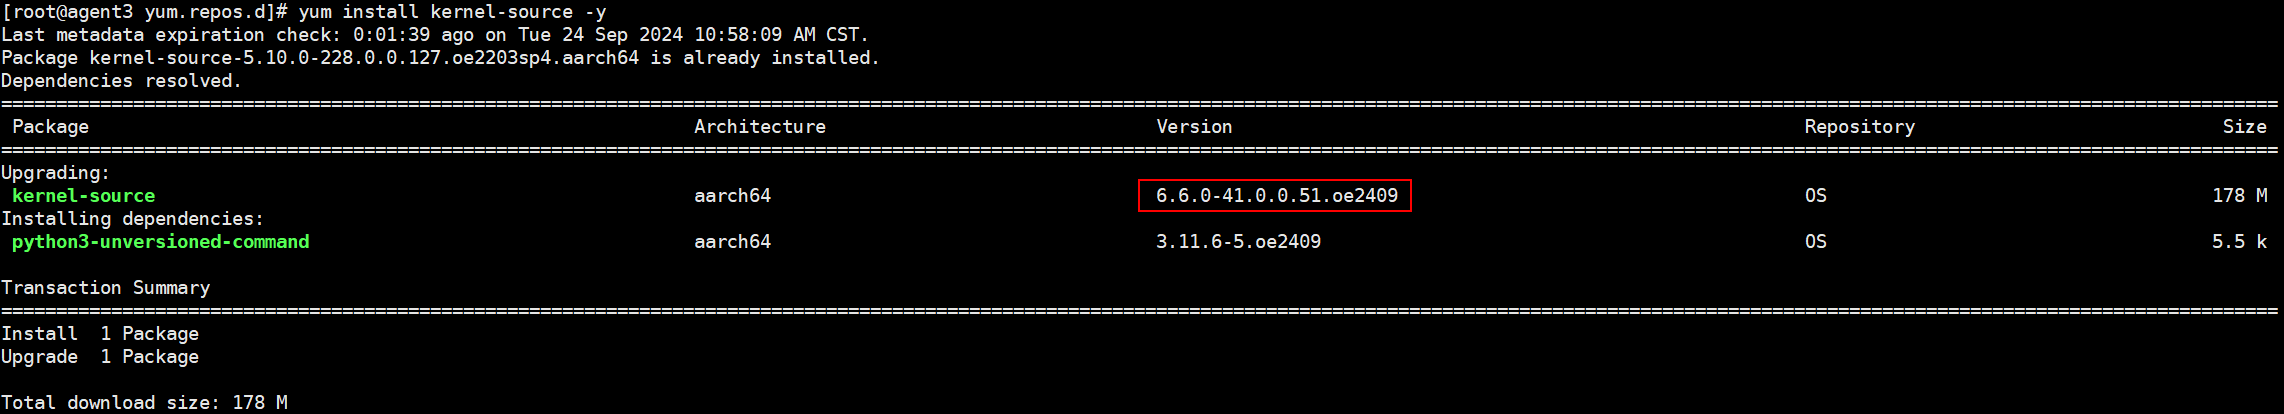 [root@agent3 yum.repos.d]# yum install kernel-source -y
Last metadata expiration check: 0:01:39 ago on Tue 24 Sep 2024 10:58:09 AM CST.
Package kernel-source-5.10.0-228.0.0.127.oe2203sp4.aarch64 is already installed.
Dependencies resolved.
Package Architecture Version Repository Size
Upgrading:
kernel-source aarch64 6.6.0-41.0.0.51.oe2409 OS 178 M
Installing dependencies:
python3-unversioned-command aarch64 3.11.6-5.oe2409 OS 5.5 k
Transaction Summary
Install 1 Package
Upgrade 1 Package
Total download size: 178 M